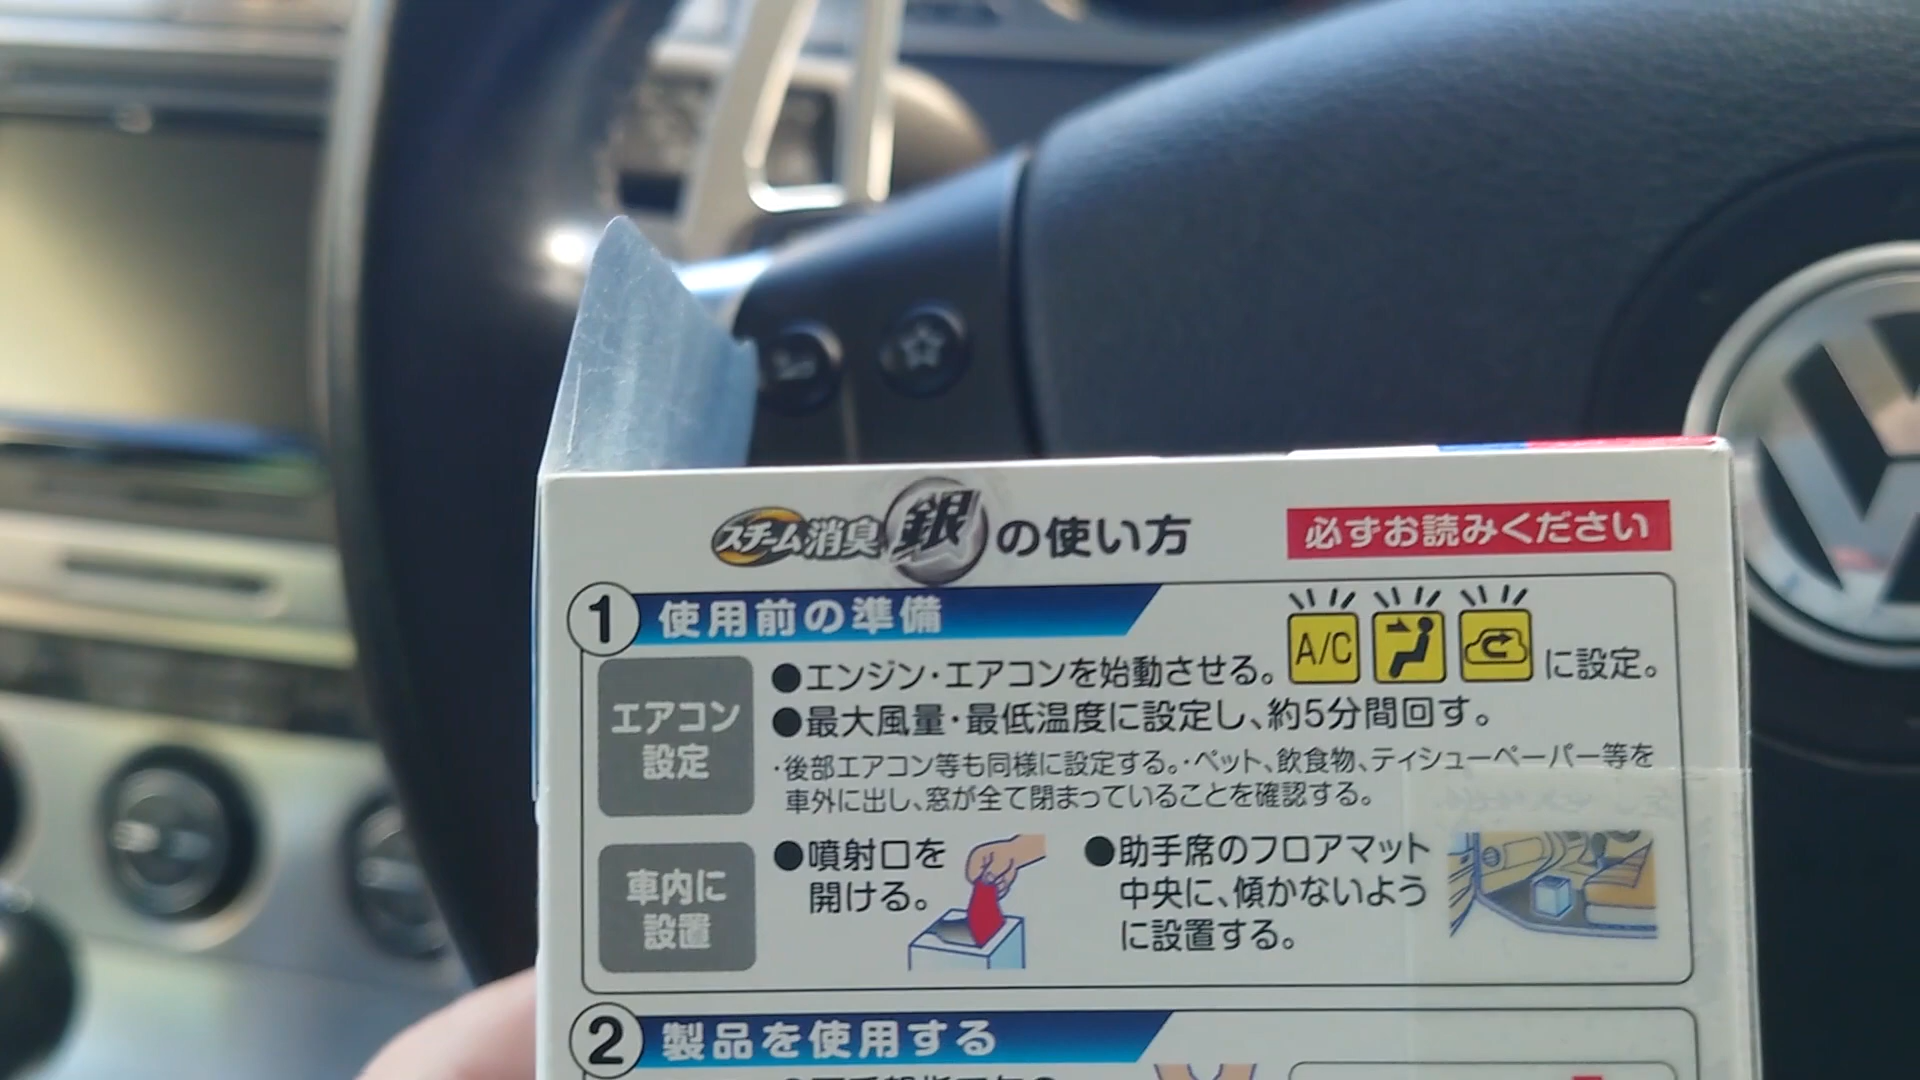 スチーム消臭銀の使い方
必ずお読みください
1 使用前の準備
エアコン
設定
●エンジン・エアコンを始動させる。 A/C に設定。
●最大風量・最低温度に設定し、約5分間回す。
・後部エアコン等も同様に設定する。・ペット、飲食物、ティシューペーパー等を
車外に出し、窓が全て閉まっていることを確認する。
車内に
設置
●噴射口を
開ける。
●助手席のフロアマット
中央に、傾かないよう
に設置する。
2 製品を使用する